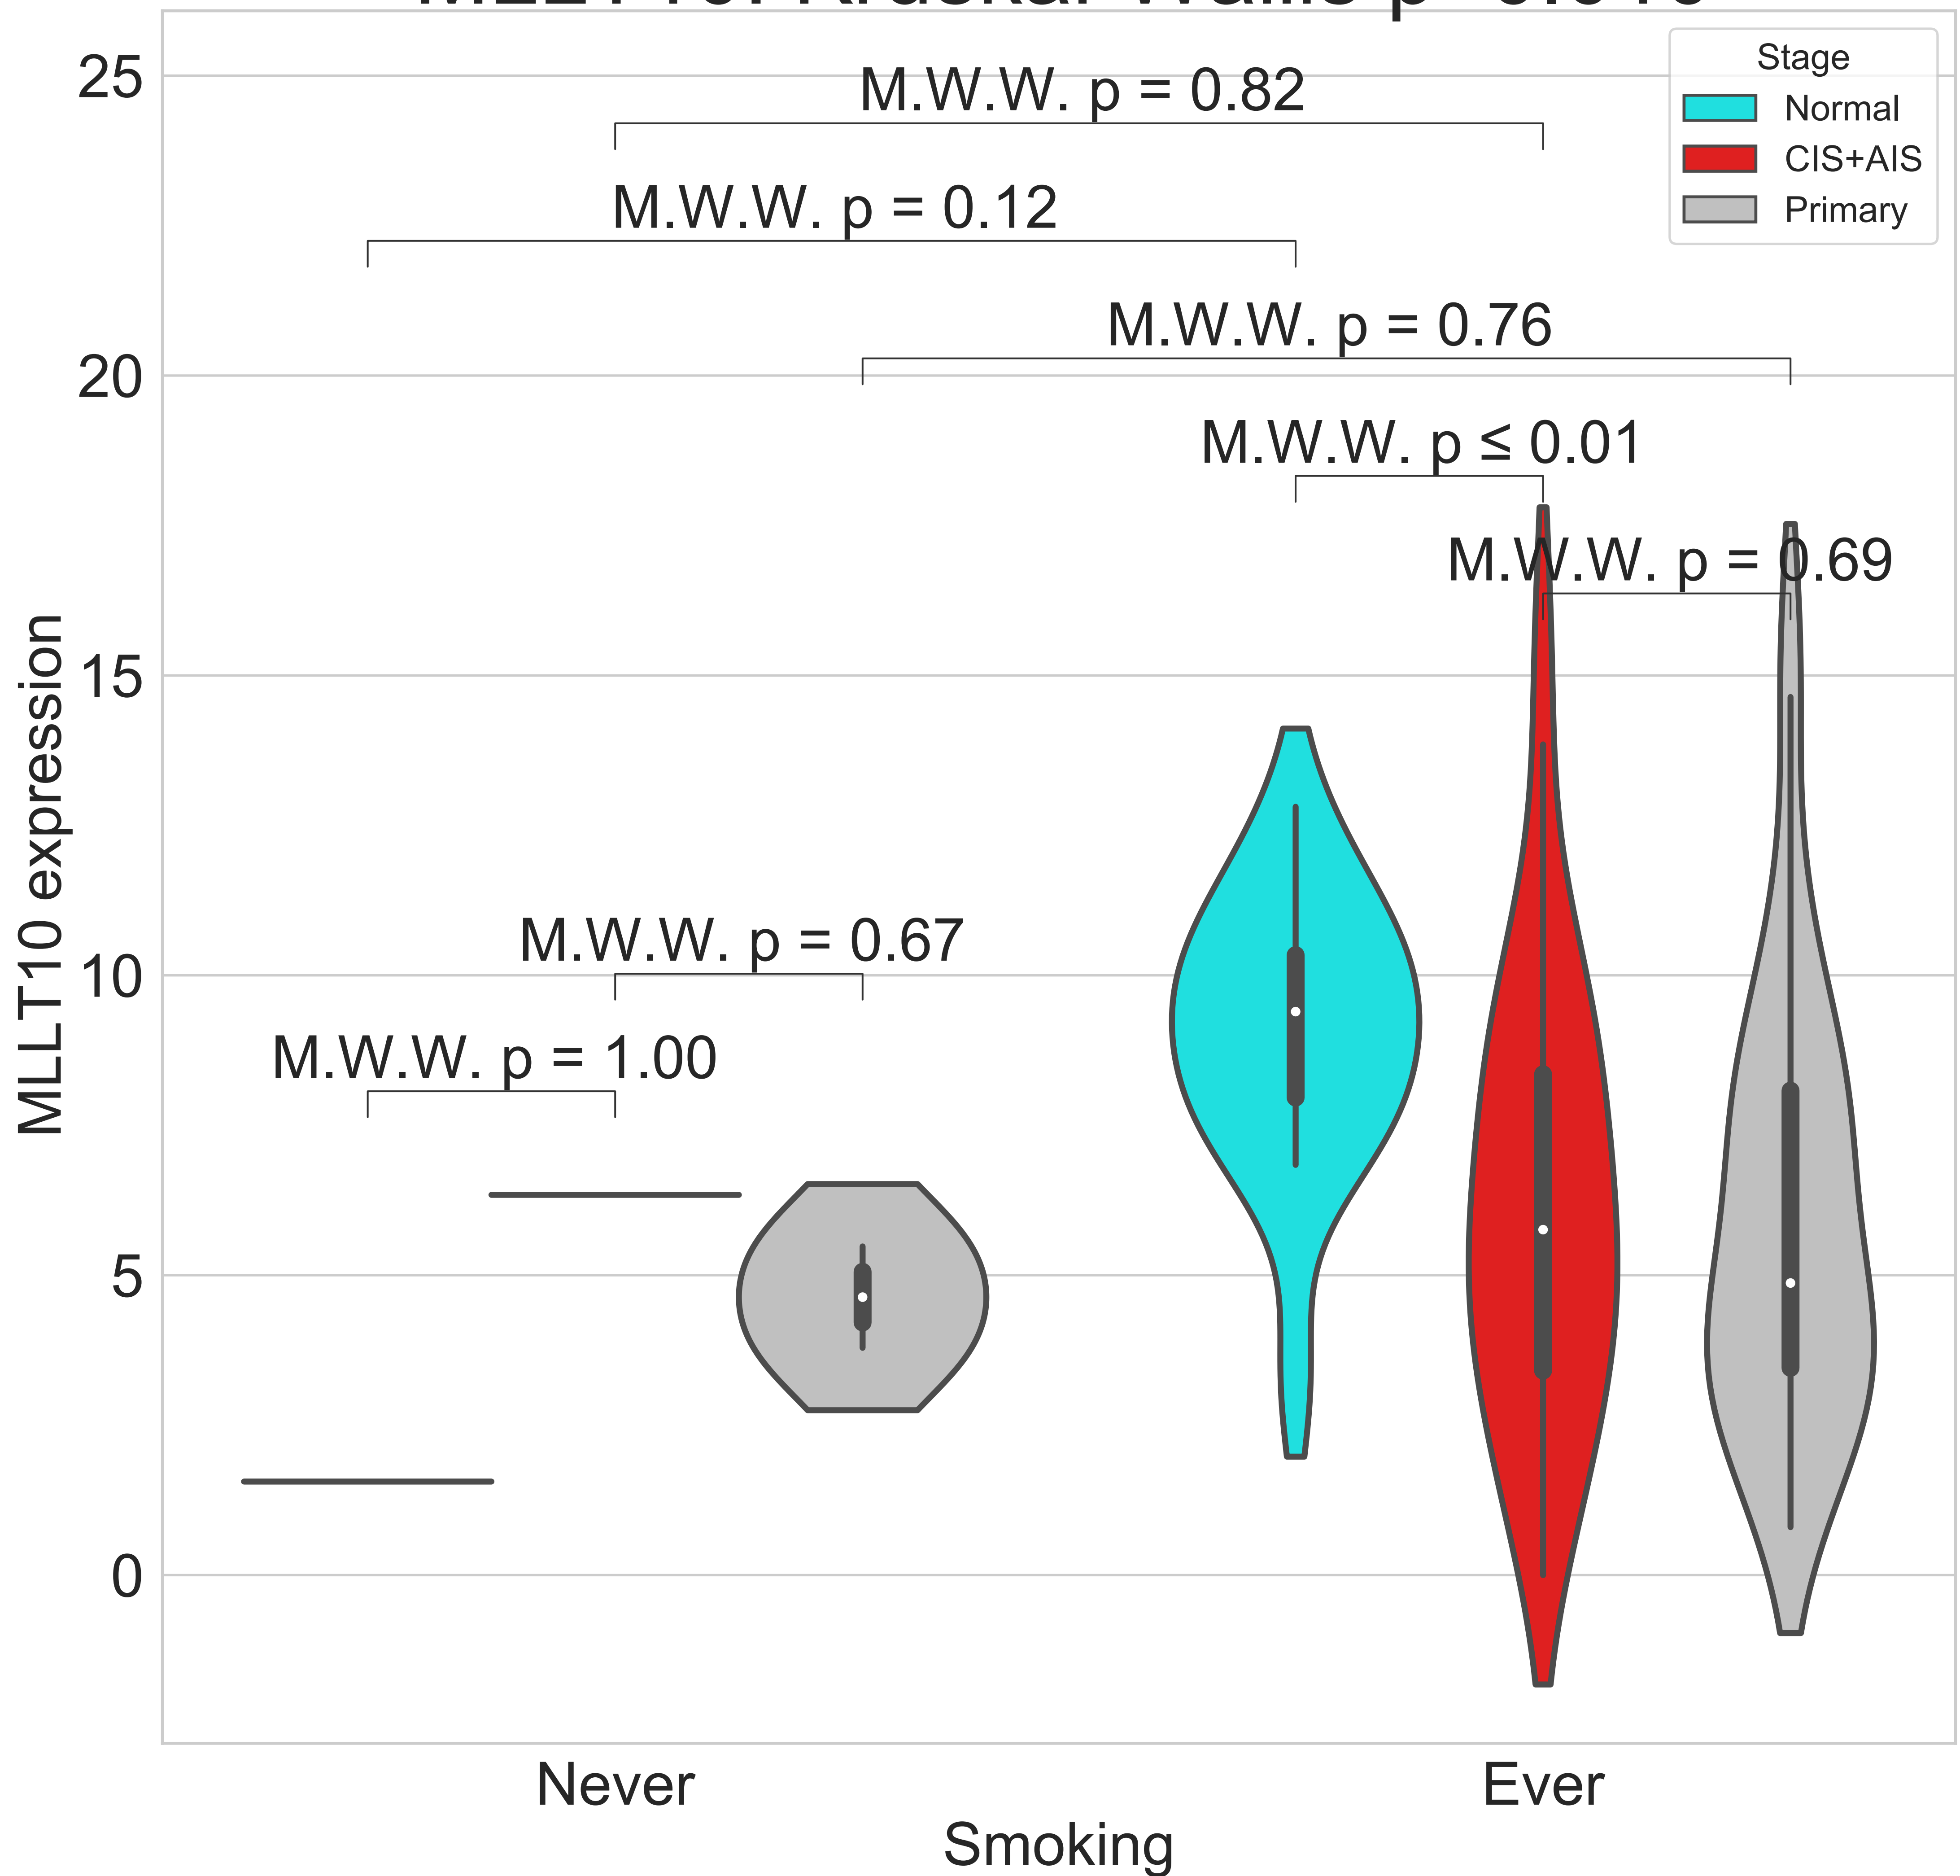 25
20
15
10
5
0
MLLT10 expression
Stage
Normal
CIS+AIS
Primary
M.W.W. p = 0.82
M.W.W. p = 0.12
M.W.W. p = 0.76
M.W.W. p ≤ 0.01
M.W.W. p = 0.69
M.W.W. p = 0.67
M.W.W. p = 1.00
Never
Ever
Smoking